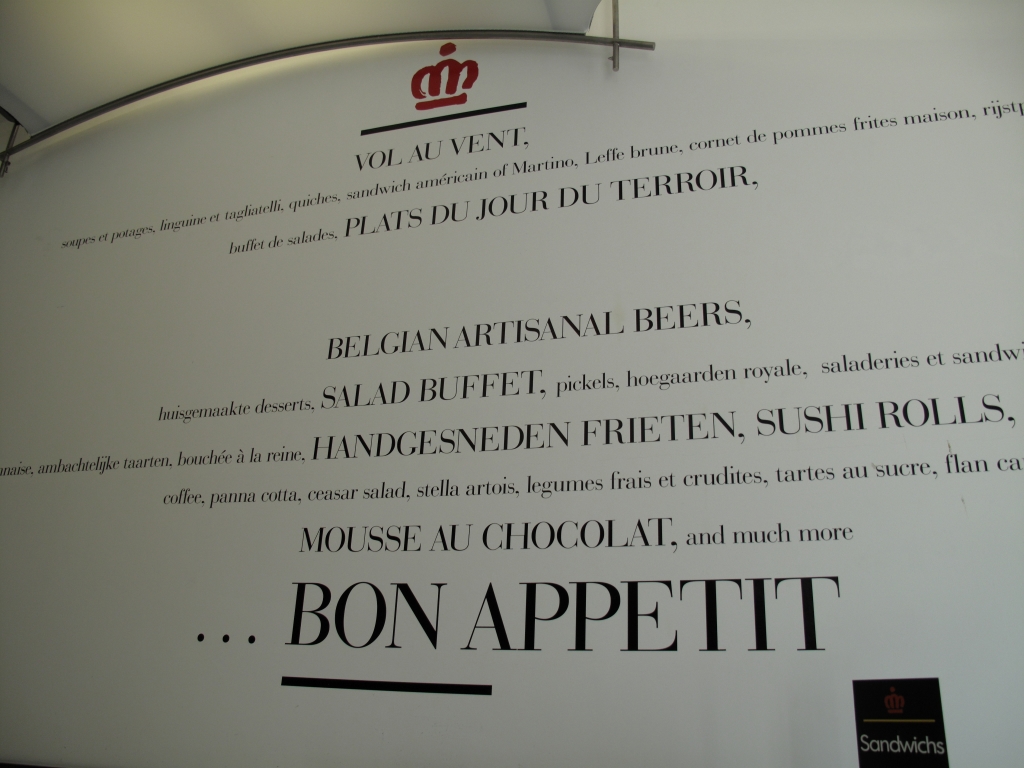 VOL AU VENT,
soupes et potages, linguine et tagliatelli, quiches, sandwich américain of Martino, Leffe brune, cornet de pommes frites maison,
buffet de salades, PLATS DU JOUR DU TERROIR,
BELGIAN ARTISANAL BEERS,
huisgemaakte desserts, SALAD BUFFET, pickels, hoegaarden royale, saladeries et
ambachtelijke taarten, bouchée à la reine, HANDGESNEDEN FRIETEN, SUSHI ROLLS,
coffee, panna cotta, ceasar salad, stella artois, legumes frais et crudites, tartes au sucre, flan
MOUSSE AU CHOCOLAT, and much more
... BON APPETIT
Sandwichs